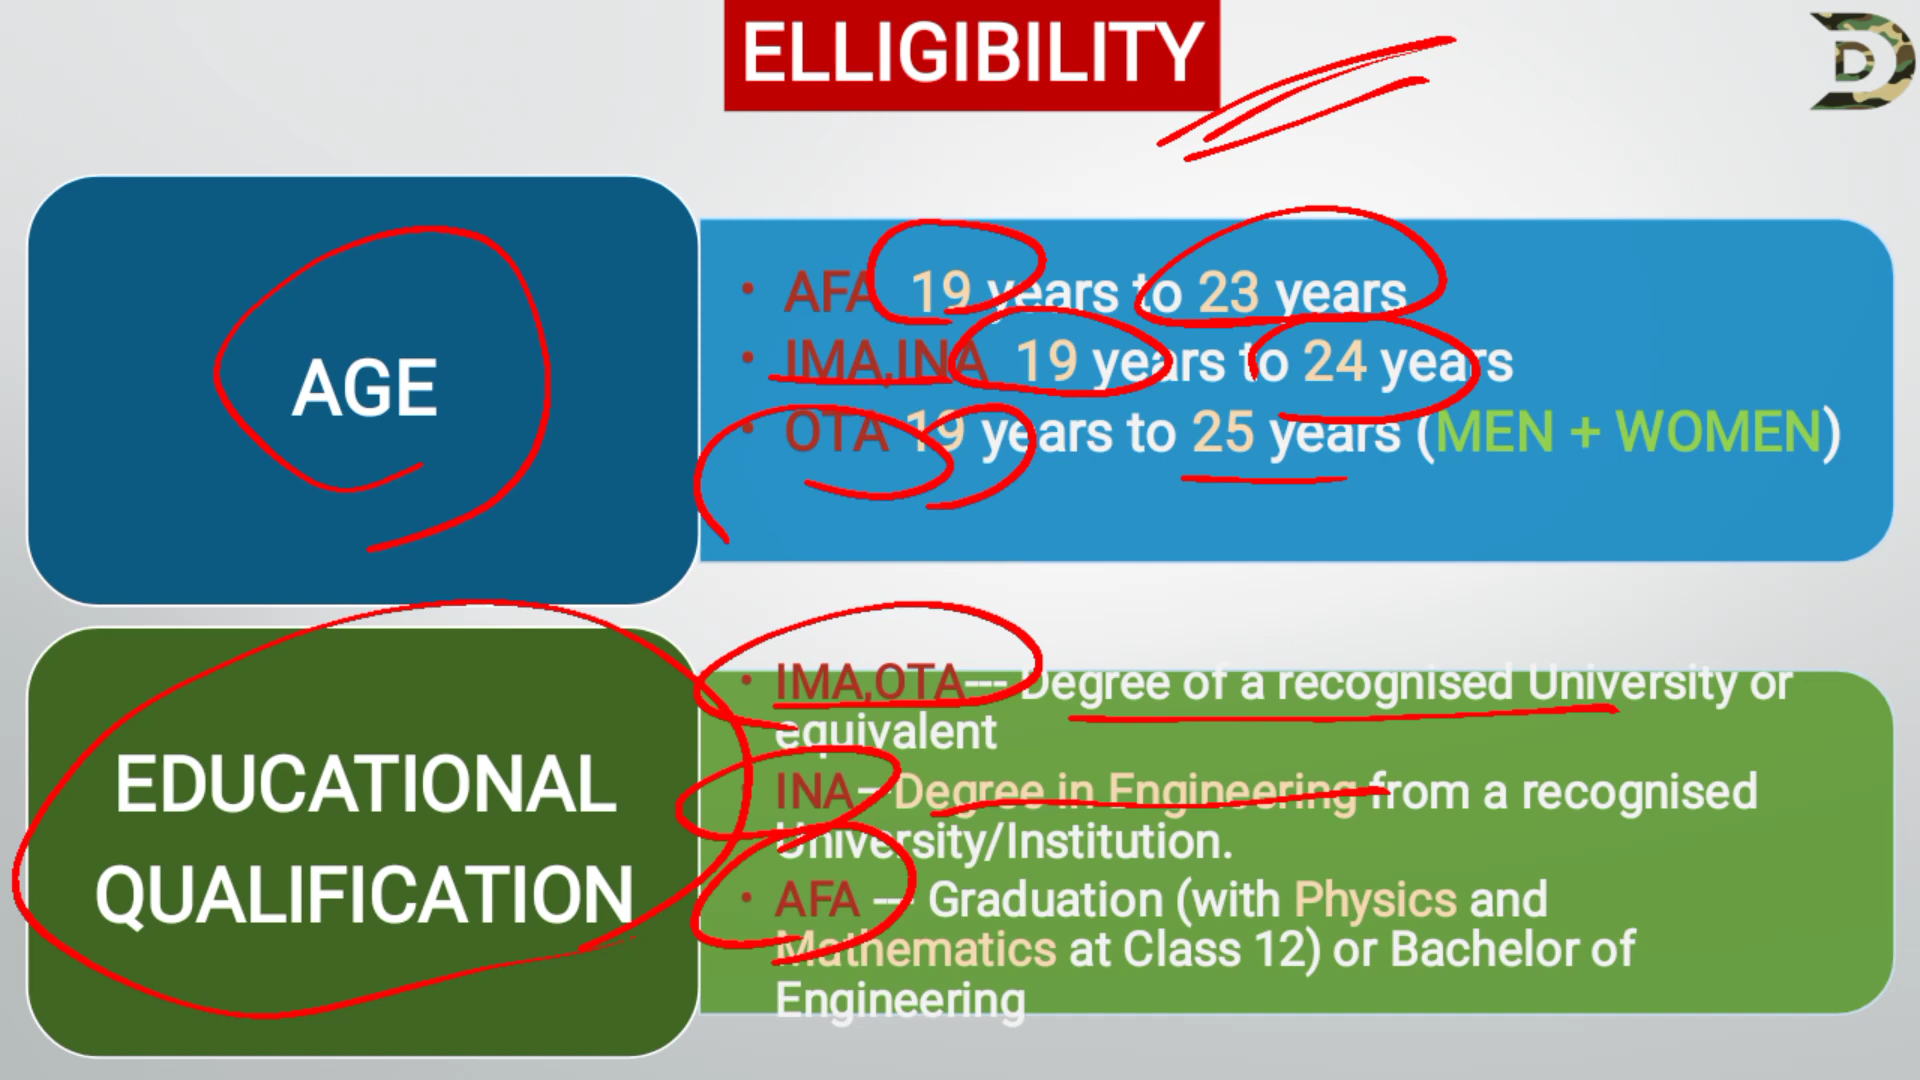 ELLIGIBILITY
D
AGE
• AFA 19 years to 23 years
• IMA,INA 19 years to 24 years
• OTA 19 years to 25 years (MEN + WOMEN)
EDUCATIONAL
QUALIFICATION
• IMA,OTA--- Degree of a recognised University or
equivalent
• INA– Degree in Engineering from a recognised
University/Institution.
• AFA --- Graduation (with Physics and
Mathematics at Class 12) or Bachelor of
Engineering